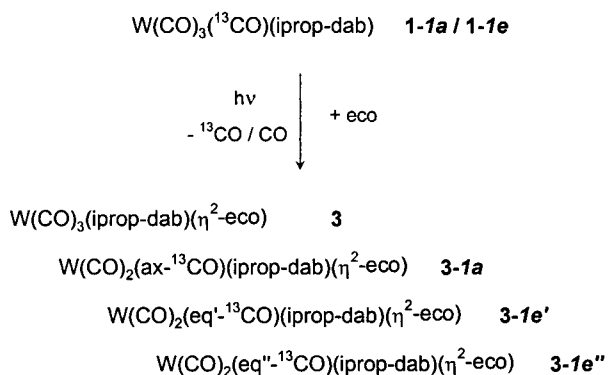 W(CO)₃(¹³CO)(iprop-dab) 1-1a / 1-1e
hν
+ eco
- ¹³CO / CO
W(CO)₃(iprop-dab)(η²-eco) 3
W(CO)₂(ax-¹³CO)(iprop-dab)(η²-eco) 3-1a
W(CO)₂(eq'-¹³CO)(iprop-dab)(η²-eco) 3-1e'
W(CO)₂(eq''-¹³CO)(iprop-dab)(η²-eco) 3-1e''